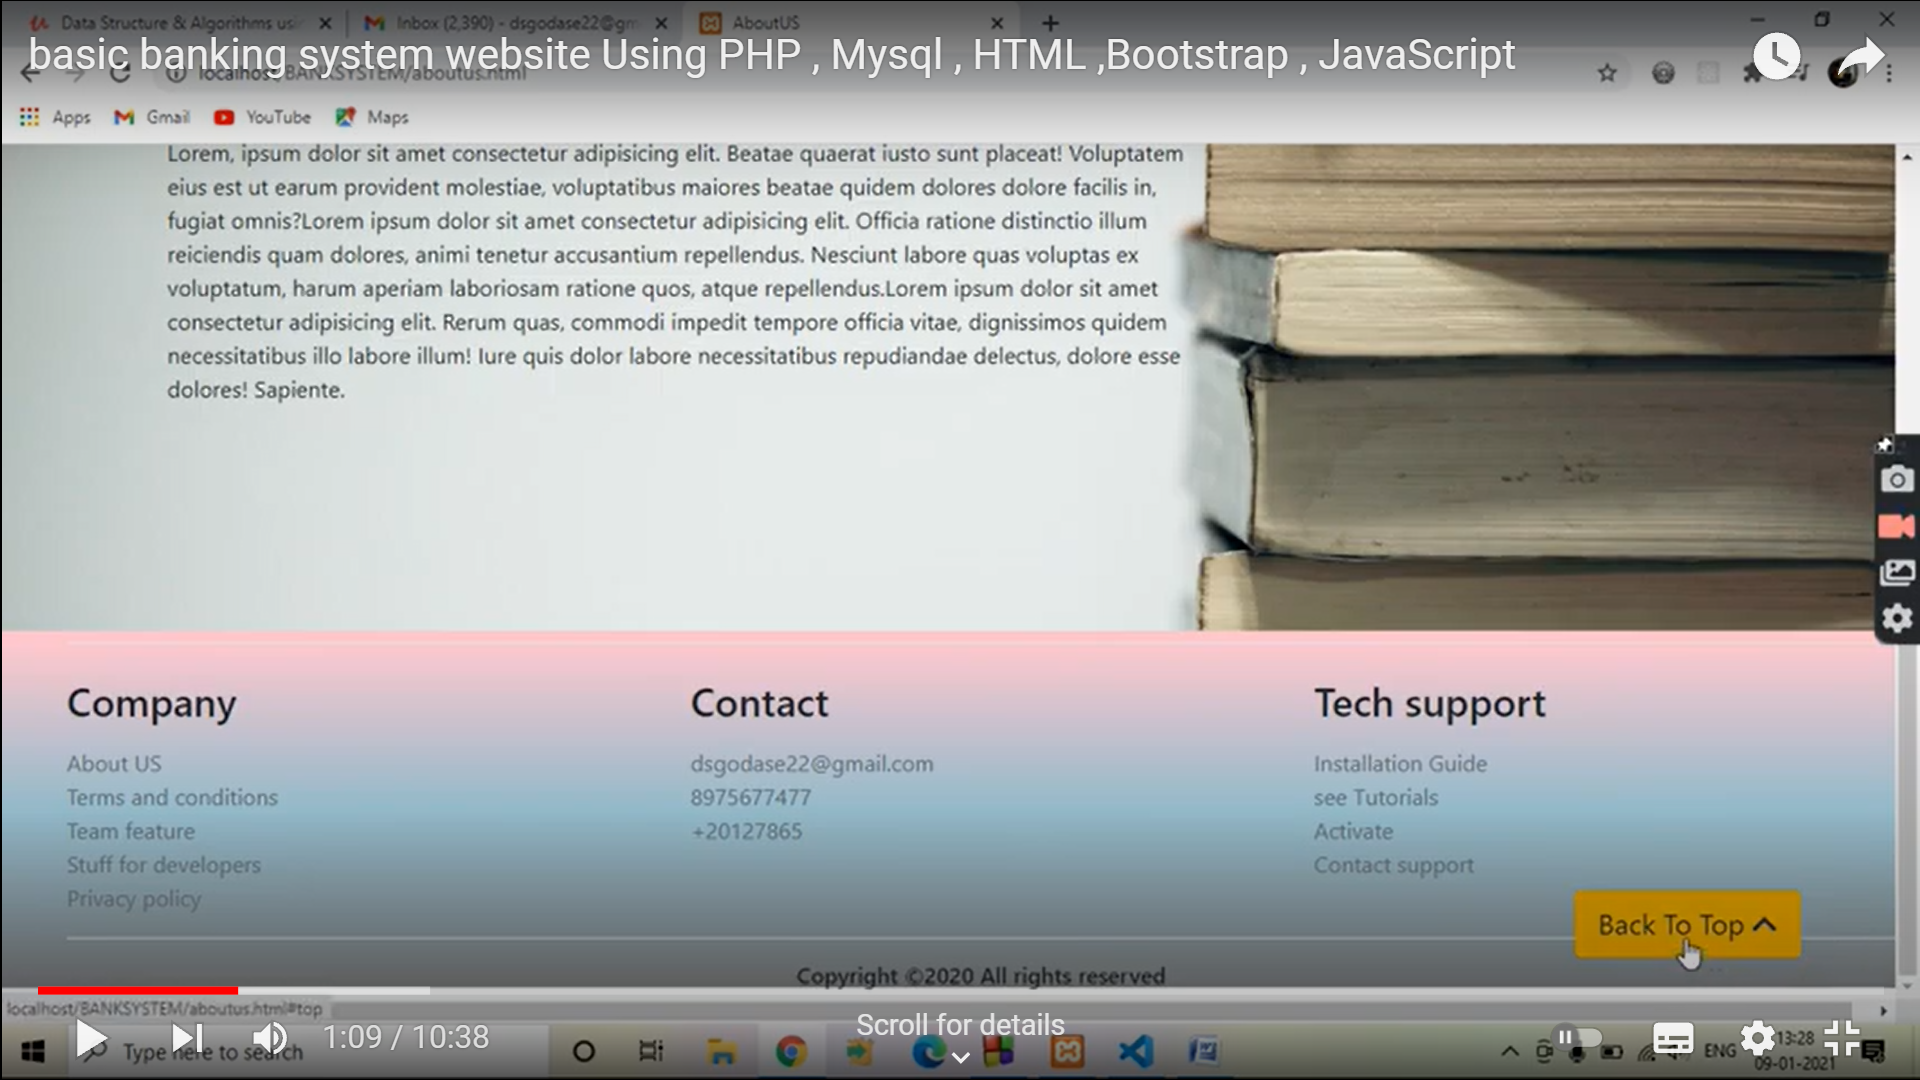 Data Structure & Algorithms usi
Inbox (2,390) - dsgodase22@gm
AboutUS
basic banking system website Using PHP , Mysql , HTML ,Bootstrap , JavaScript
localhost/BANKSYSTEM/aboutus.html
Apps
Gmail
YouTube
Maps
Lorem, ipsum dolor sit amet consectetur adipisicing elit. Beatae quaerat iusto sunt placeat! Voluptatem
eius est ut earum provident molestiae, voluptatibus maiores beatae quidem dolores dolore facilis in,
fugiat omnis?Lorem ipsum dolor sit amet consectetur adipisicing elit. Officia ratione distinctio illum
reiciendis quam dolores, animi tenetur accusantium repellendus. Nesciunt labore quas voluptas ex
voluptatum, harum aperiam laboriosam ratione quos, atque repellendus.Lorem ipsum dolor sit amet
consectetur adipisicing elit. Rerum quas, commodi impedit tempore officia vitae, dignissimos quidem
necessitatibus illo labore illum! Iure quis dolor labore necessitatibus repudiandae delectus, dolore esse
dolores! Sapiente.
Company
About US
Terms and conditions
Team feature
Stuff for developers
Privacy policy
Contact
dsgodase22@gmail.com
8975677477
+20127865
Tech support
Installation Guide
see Tutorials
Activate
Contact support
Back To Top
Copyright ©2020 All rights reserved
localhost/BANKSYSTEM/aboutus.html#top
1:09 / 10:38
Scroll for details
Type here to search
ENG
13:28
09-01-2021